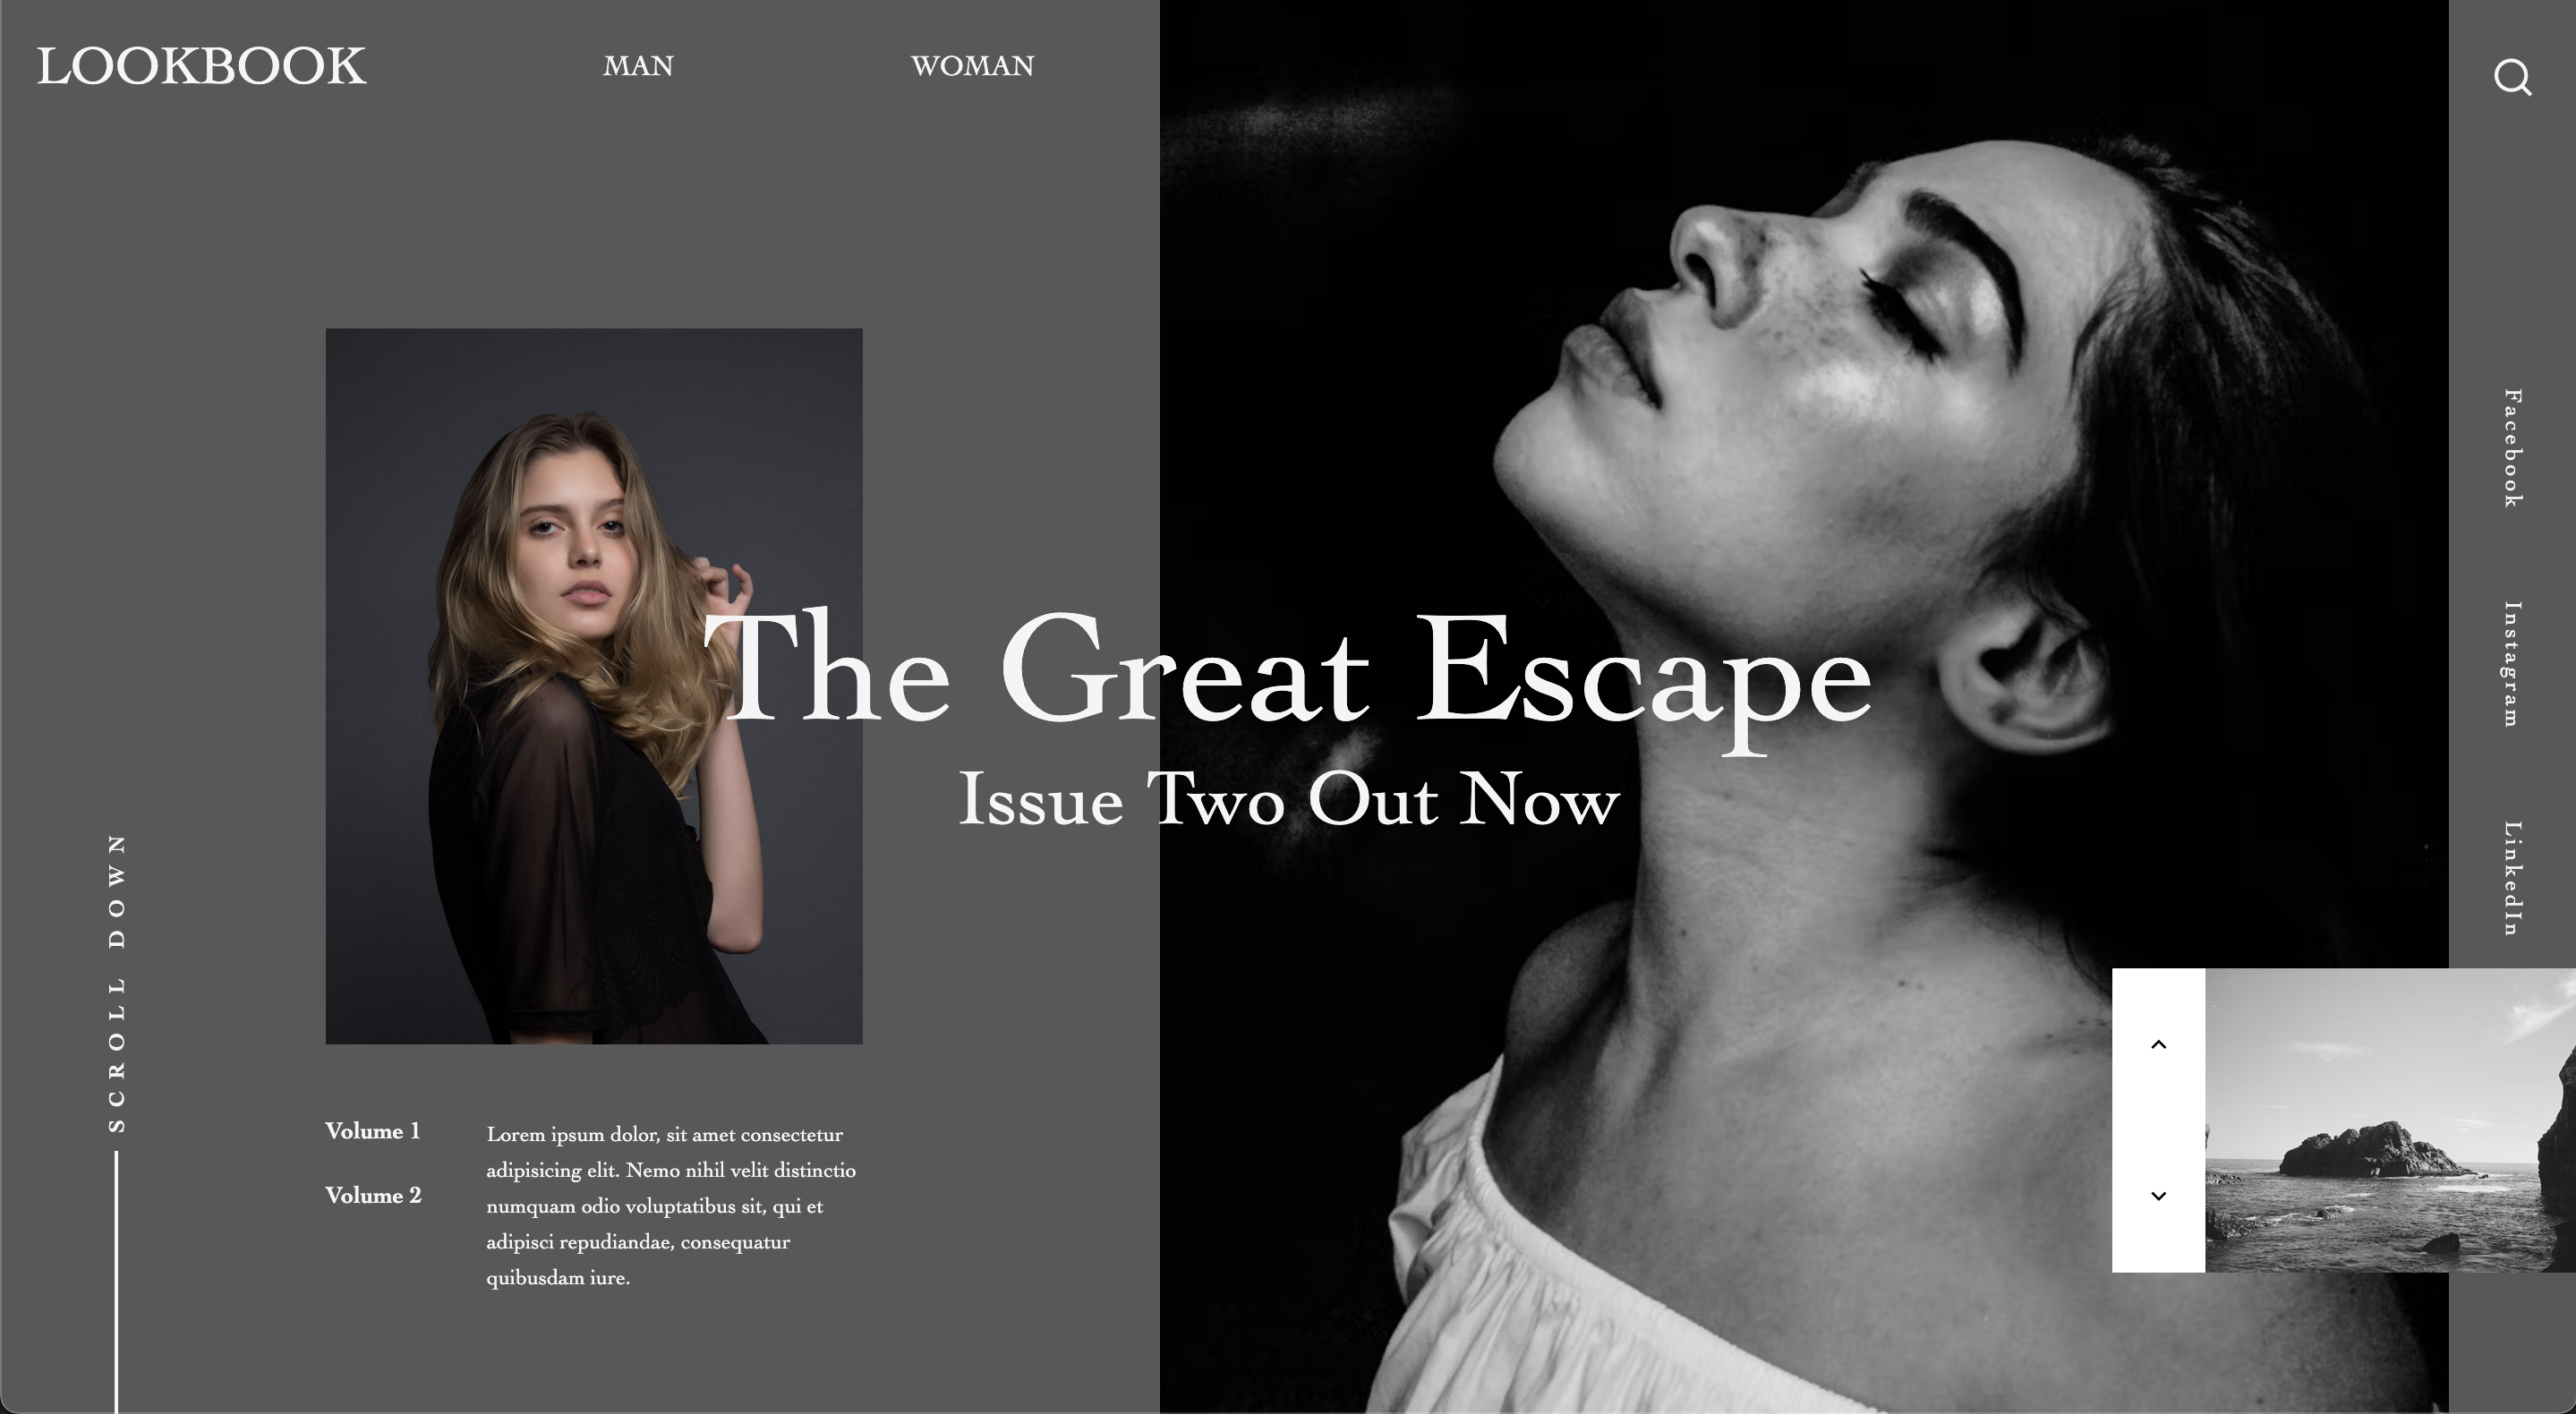 LOOKBOOK
MAN
WOMAN
The Great Escape
Issue Two Out Now
SCROLL DOWN
Volume 1
Volume 2
Lorem ipsum dolor, sit amet consectetur
adipisicing elit. Nemo nihil velit distinctio
numquam odio voluptatibus sit, qui et
adipisci repudiandae, consequatur
quibusdam iure.
Facebook
Instagram
LinkedIn